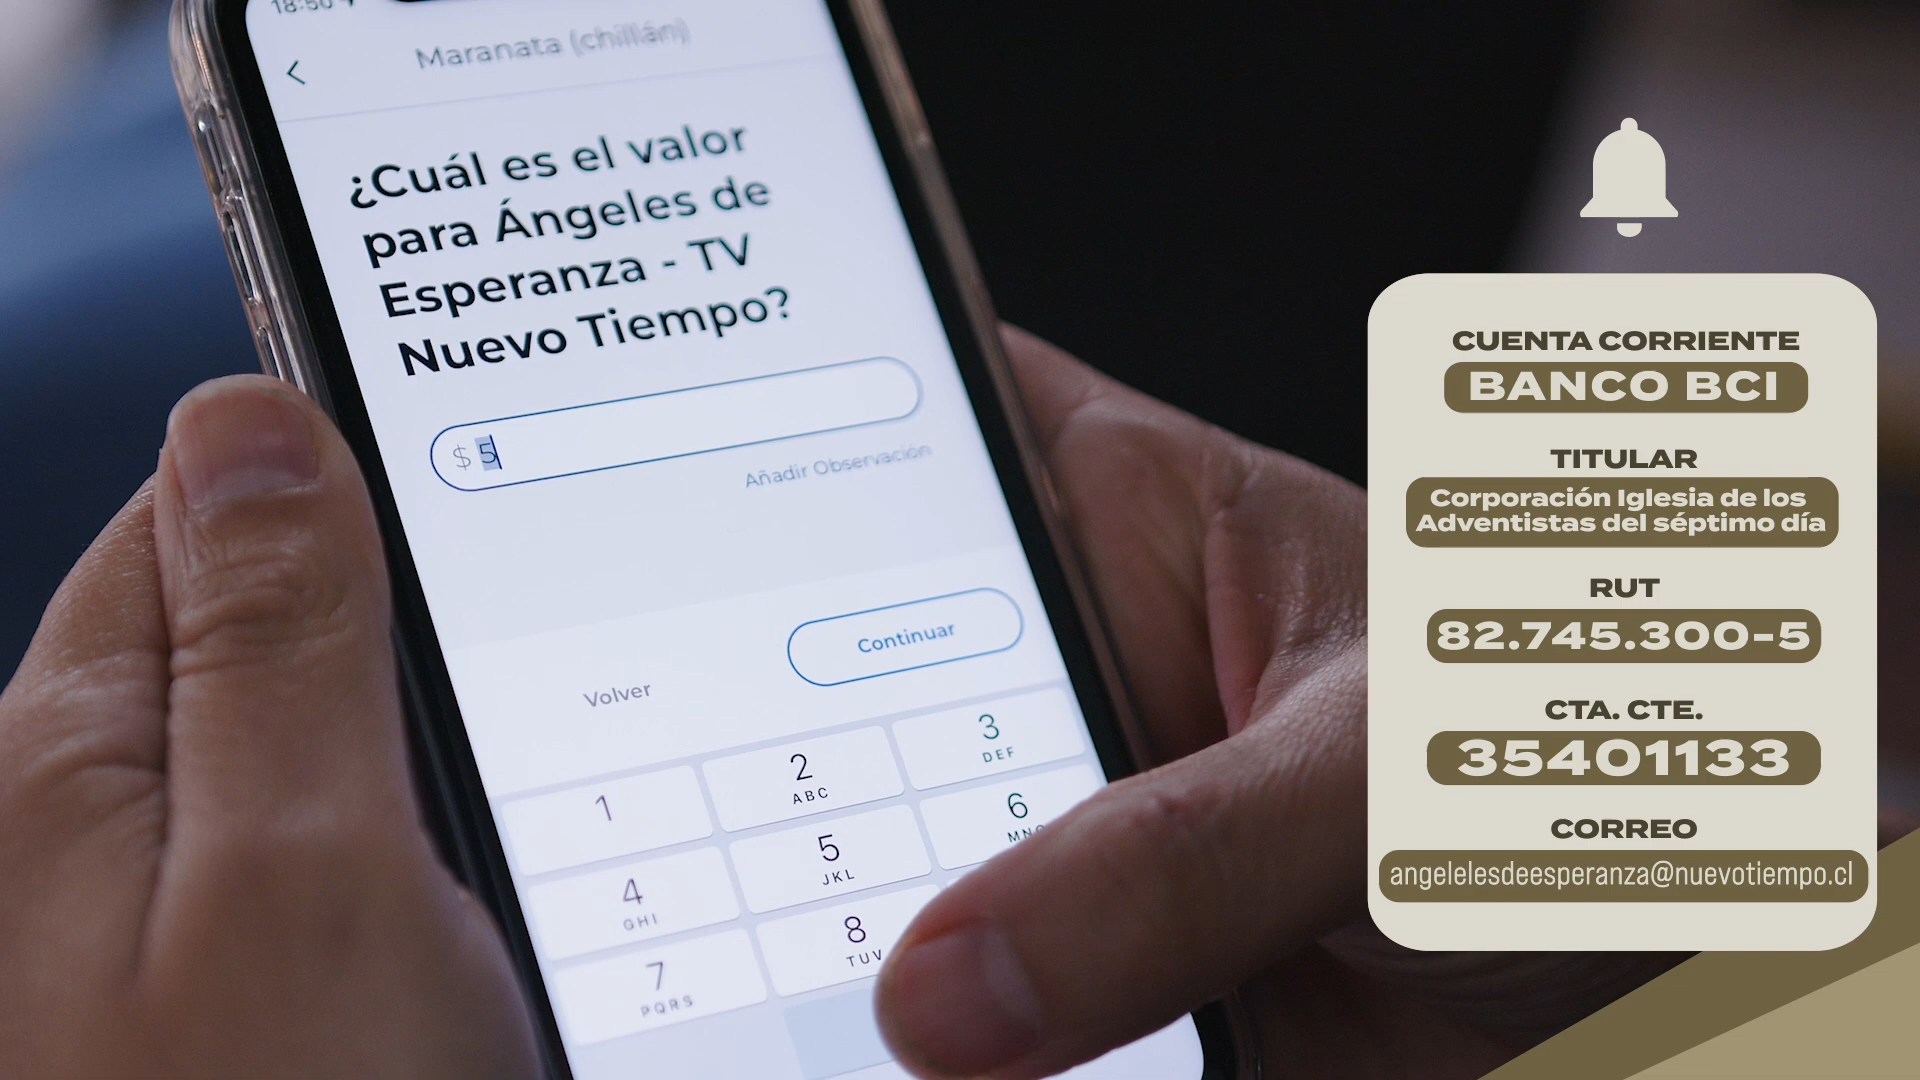 18:50
Maranata (chillán)
¿Cuál es el valor
para Ángeles de
Esperanza - TV
Nuevo Tiempo?
$ 5
Añadir Observación
Volver
Continuar
1
2
ABC
3
DEF
4
GHI
5
JKL
6
MNO
7
PQRS
8
TUV
CUENTA CORRIENTE
BANCO BCI
TITULAR
Corporación Iglesia de los
Adventistas del séptimo día
RUT
82.745.300-5
CTA. CTE.
35401133
CORREO
angelelesdeesperanza@nuevotiempo.cl